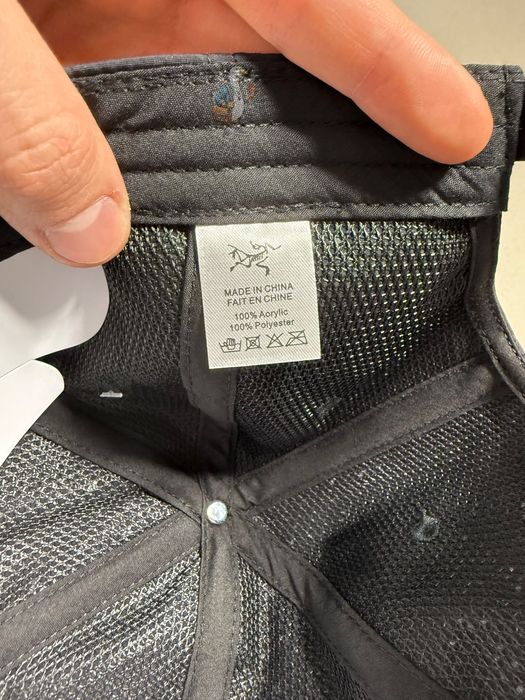 MADE IN CHINA
FAIT EN CHINE
100% Acrylic
100% Polyester